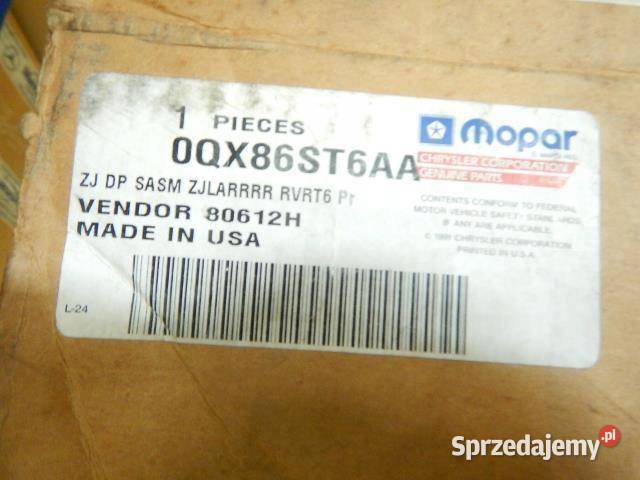 1 PIECES
0QX86ST6AA
ZJ DP SASM ZJLARRRR RVRT6 Pr
VENDOR 80612H
MADE IN USA
L-24
Mopar
CHRYSLER CORPORATION
GENUINE PARTS
CONTENTS CONFORM TO FEDERAL
MOTOR VEHICLE SAFETY STANDARDS
IF ANY ARE APPLICABLE.
CHRYSLER CORPORATION
PRINTED IN U.S.A.
Sprzedajemy.pl